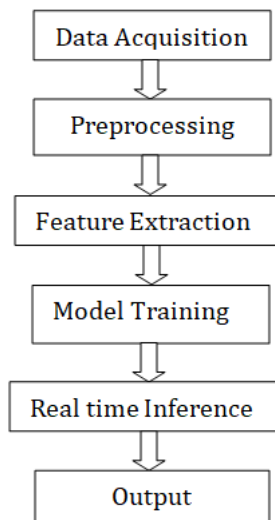 Data Acquisition
Preprocessing
Feature Extraction
Model Training
Real time Inference
Output